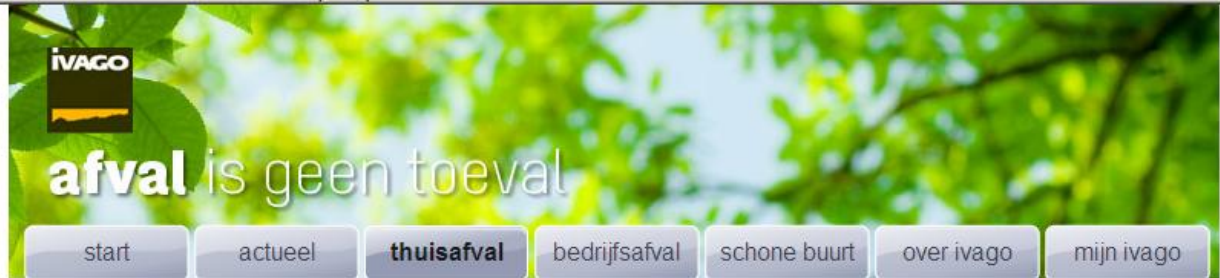 IVAGO
afval is geen toeval
start actueel thuisafval bedrijfsafval schone buurt over ivago mijn ivago